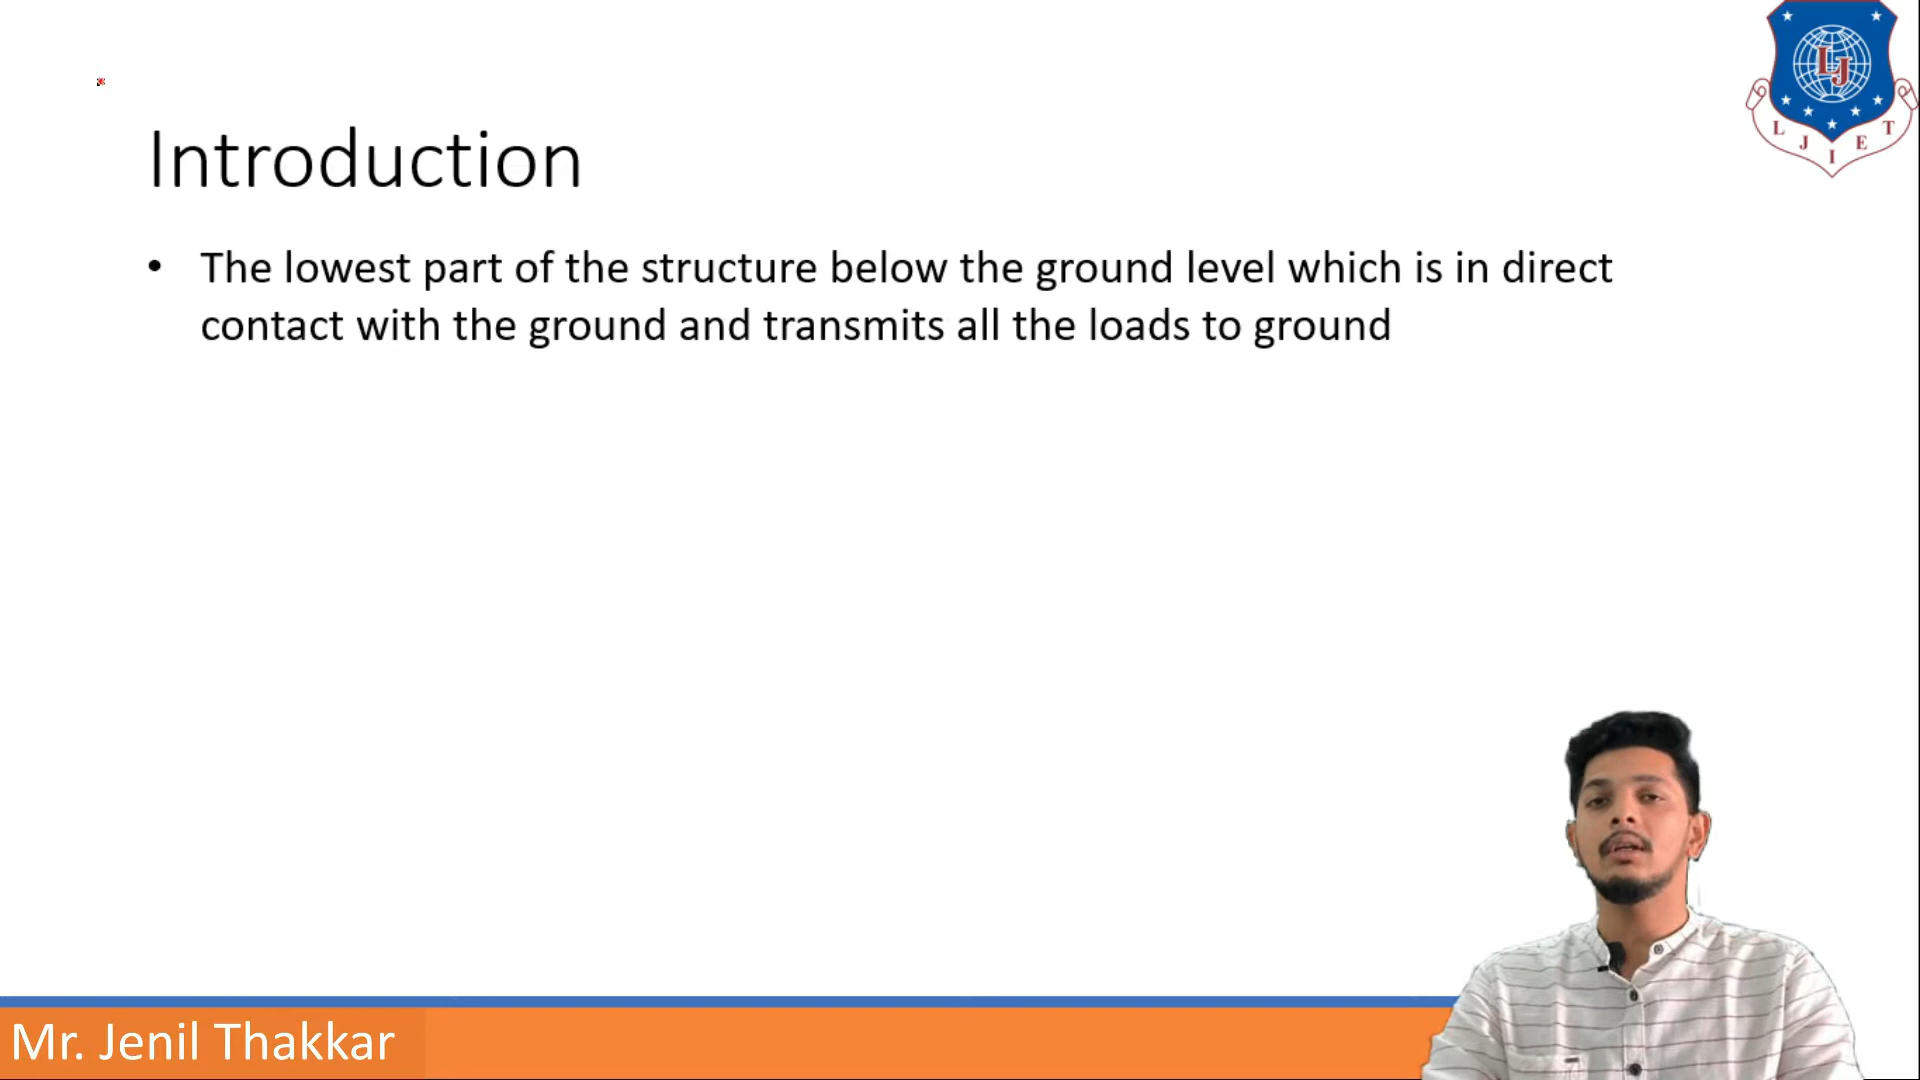 LJ
L J I E T
Introduction
• The lowest part of the structure below the ground level which is in direct
contact with the ground and transmits all the loads to ground
Mr. Jenil Thakkar